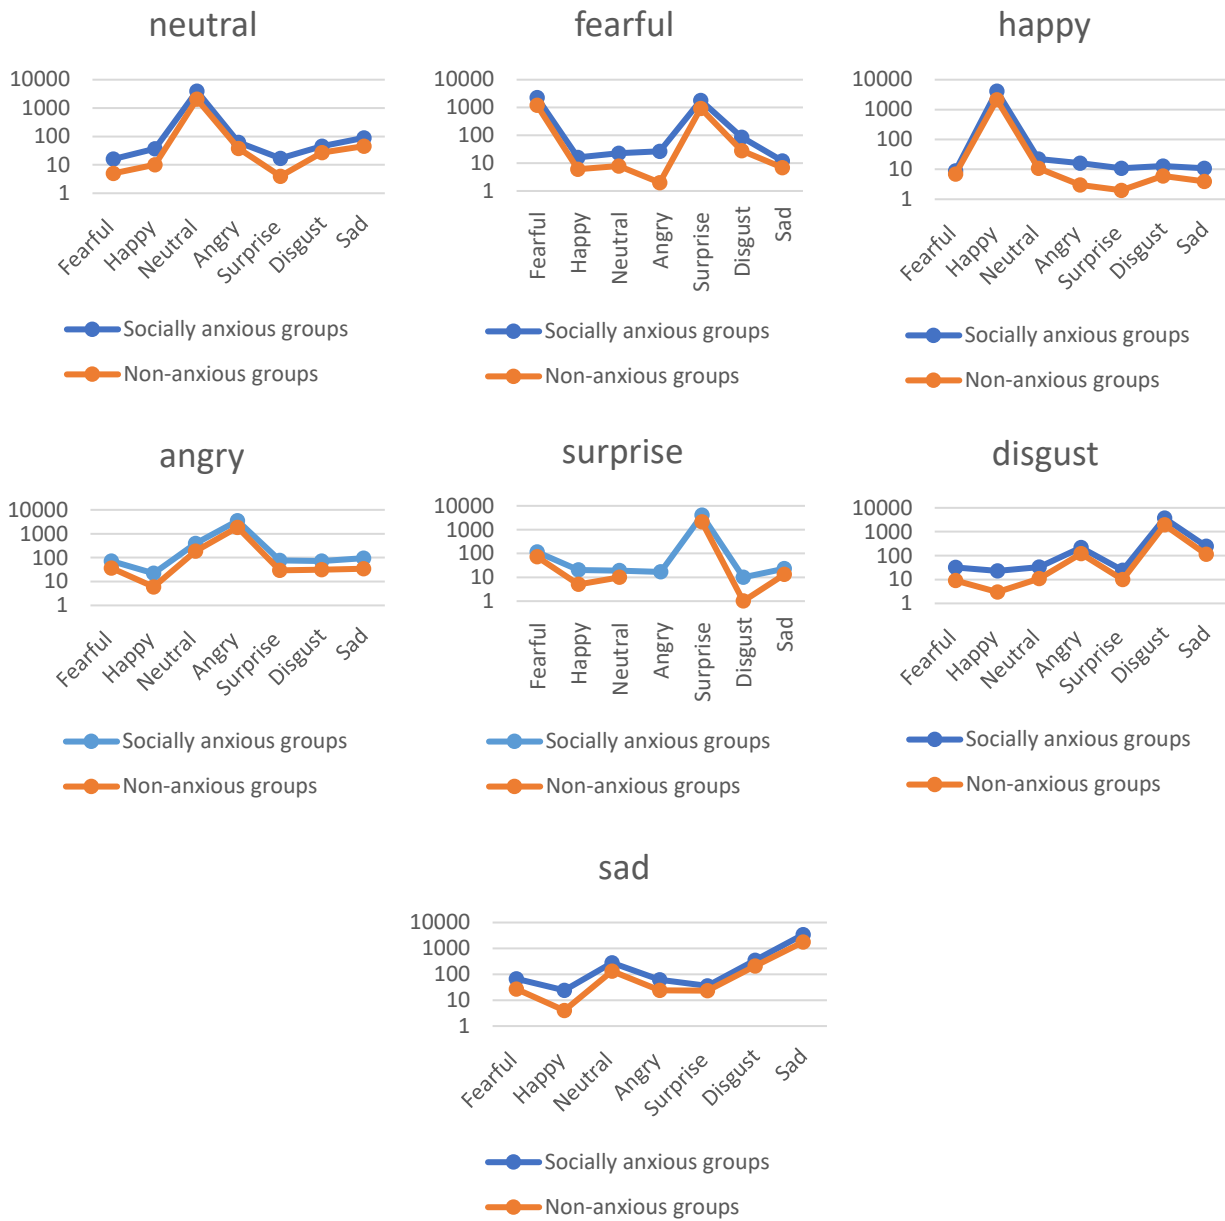 neutral
10000
1000
100
10
1
Fearful
Happy
Neutral
Angry
Surprise
Disgust
Sad
Socially anxious groups
Non-anxious groups
fearful
10000
1000
100
10
1
Fearful
Happy
Neutral
Angry
Surprise
Disgust
Sad
Socially anxious groups
Non-anxious groups
happy
10000
1000
100
10
1
Fearful
Happy
Neutral
Angry
Surprise
Disgust
Sad
Socially anxious groups
Non-anxious groups
angry
10000
1000
100
10
1
Fearful
Happy
Neutral
Angry
Surprise
Disgust
Sad
Socially anxious groups
Non-anxious groups
surprise
10000
1000
100
10
1
Fearful
Happy
Neutral
Angry
Surprise
Disgust
Sad
Socially anxious groups
Non-anxious groups
disgust
10000
1000
100
10
1
Fearful
Happy
Neutral
Angry
Surprise
Disgust
Sad
Socially anxious groups
Non-anxious groups
sad
10000
1000
100
10
1
Fearful
Happy
Neutral
Angry
Surprise
Disgust
Sad
Socially anxious groups
Non-anxious groups